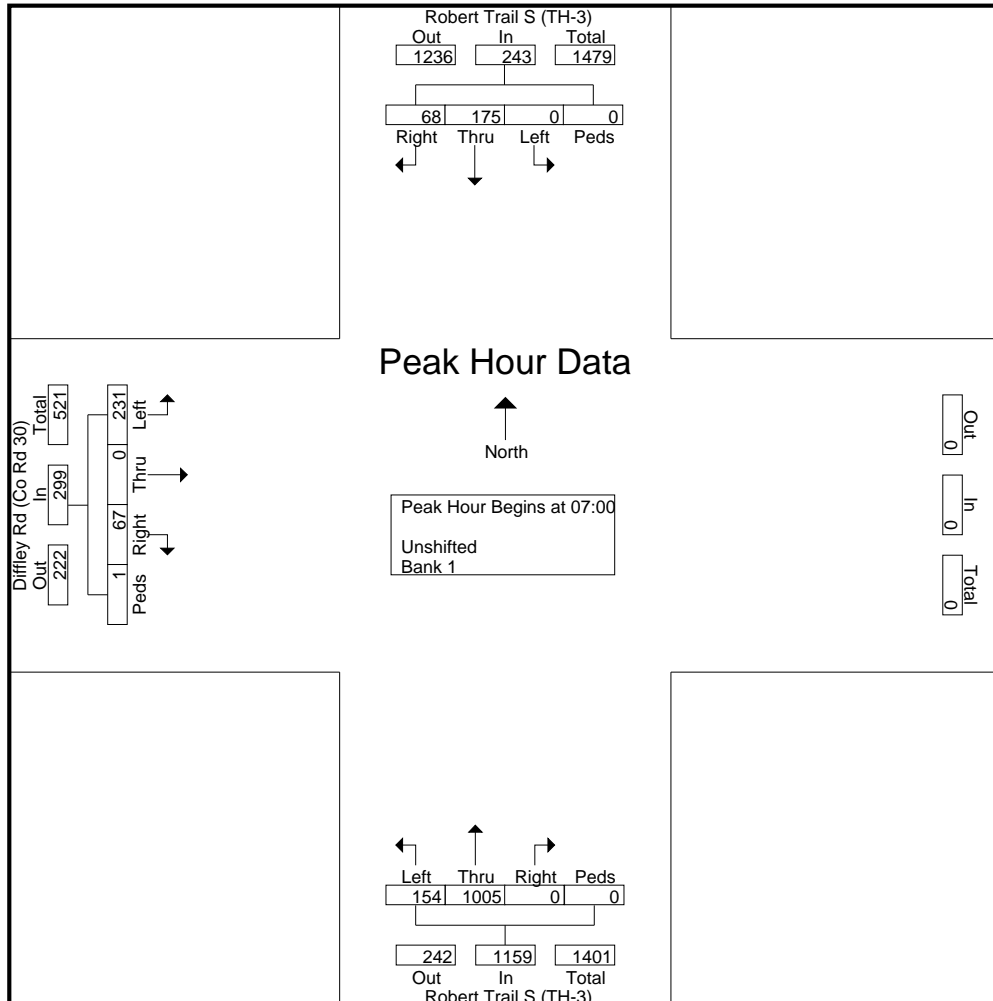 Robert Trail S (TH-3)
Out In Total
1236 243 1479
68 175 0 0
Right Thru Left Peds
Peak Hour Data
North
Peak Hour Begins at 07:00
Unshifted
Bank 1
Diffley Rd (Co Rd 30)
Out In Total
222 299 521
231 0 67 1
Left Thru Right Peds
Out In Total
0 0 0
Left Thru Right Peds
154 1005 0 0
242 1159 1401
Out In Total
Robert Trail S (TH-3)